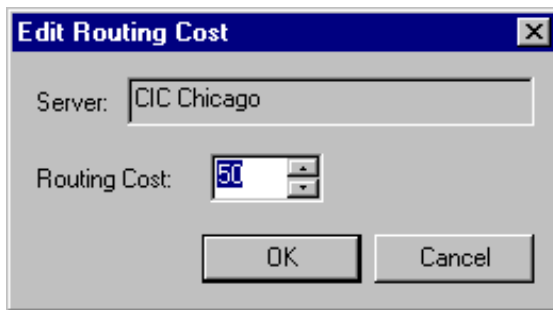 Edit Routing Cost
Server: CIC Chicago
Routing Cost: 50
OK Cancel